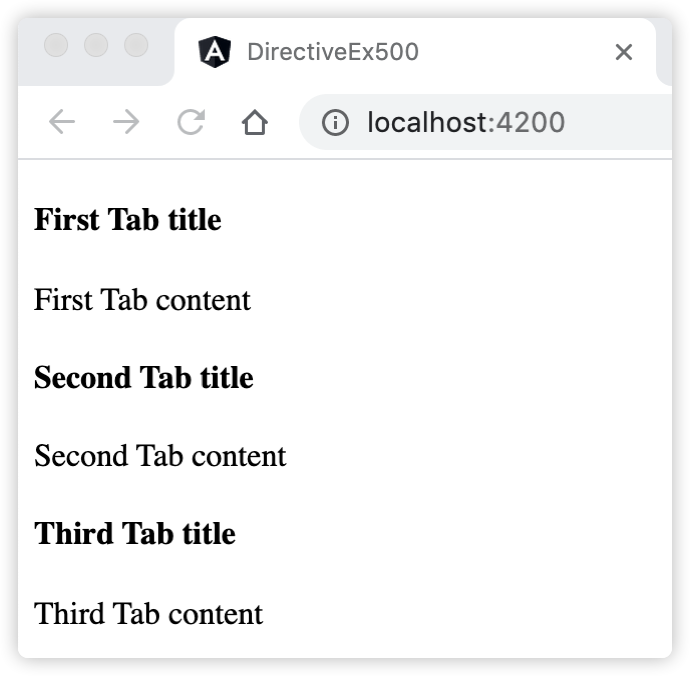 DirectiveEx500
localhost:4200
First Tab title
First Tab content
Second Tab title
Second Tab content
Third Tab title
Third Tab content